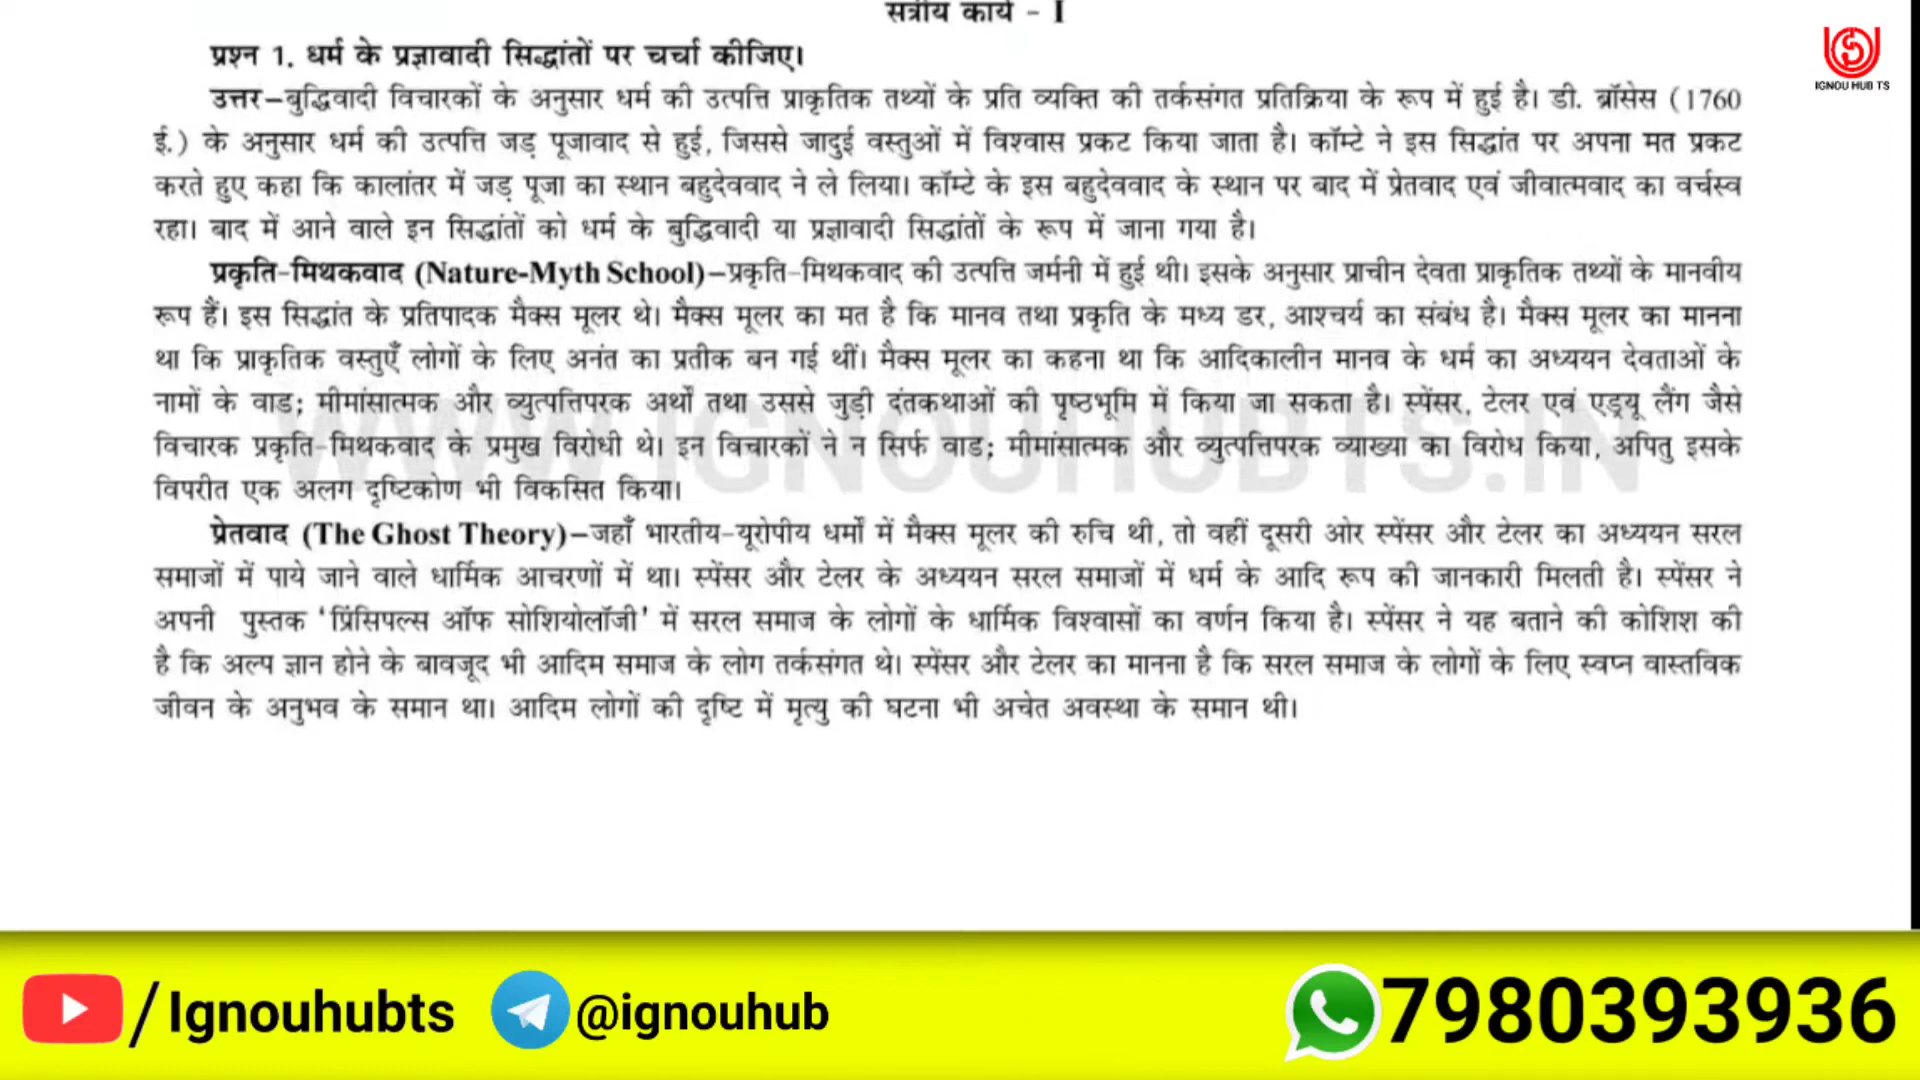 सत्रीय कार्य - I
प्रश्न 1. धर्म के प्रज्ञावादी सिद्धांतों पर चर्चा कीजिए।
IGNOU HUB TS
उत्तर–बुद्धिवादी विचारकों के अनुसार धर्म की उत्पत्ति प्राकृतिक तथ्यों के प्रति व्यक्ति की तर्कसंगत प्रतिक्रिया के रूप में हुई है। डी. ब्रॉसेस (1760
ई.) के अनुसार धर्म की उत्पत्ति जड़ पूजावाद से हुई, जिससे जादुई वस्तुओं में विश्वास प्रकट किया जाता है। कॉम्टे ने इस सिद्धांत पर अपना मत प्रकट
करते हुए कहा कि कालांतर में जड़ पूजा का स्थान बहुदेववाद ने ले लिया। कॉम्टे के इस बहुदेववाद के स्थान पर बाद में प्रेतवाद एवं जीवात्मवाद का वर्चस्व
रहा। बाद में आने वाले इन सिद्धांतों को धर्म के बुद्धिवादी या प्रज्ञावादी सिद्धांतों के रूप में जाना गया है।
प्रकृति-मिथकवाद (Nature-Myth School)–प्रकृति-मिथकवाद की उत्पत्ति जर्मनी में हुई थी। इसके अनुसार प्राचीन देवता प्राकृतिक तथ्यों के मानवीय
रूप हैं। इस सिद्धांत के प्रतिपादक मैक्स मूलर थे। मैक्स मूलर का मत है कि मानव तथा प्रकृति के मध्य डर, आश्चर्य का संबंध है। मैक्स मूलर का मानना
था कि प्राकृतिक वस्तुएँ लोगों के लिए अनंत का प्रतीक बन गई थीं। मैक्स मूलर का कहना था कि आदिकालीन मानव के धर्म का अध्ययन देवताओं के
नामों के वाड; मीमांसात्मक और व्युत्पत्तिपरक अर्थों तथा उससे जुड़ी दंतकथाओं की पृष्ठभूमि में किया जा सकता है। स्पेंसर, टेलर एवं एड्र्यू लैंग जैसे
विचारक प्रकृति-मिथकवाद के प्रमुख विरोधी थे। इन विचारकों ने न सिर्फ वाड; मीमांसात्मक और व्युत्पत्तिपरक व्याख्या का विरोध किया, अपितु इसके
विपरीत एक अलग दृष्टिकोण भी विकसित किया।
WWW.IGNOUHUBTS.IN
प्रेतवाद (The Ghost Theory)–जहाँ भारतीय-यूरोपीय धर्मों में मैक्स मूलर की रुचि थी, तो वहीं दूसरी ओर स्पेंसर और टेलर का अध्ययन सरल
समाजों में पाये जाने वाले धार्मिक आचरणों में था। स्पेंसर और टेलर के अध्ययन सरल समाजों में धर्म के आदि रूप की जानकारी मिलती है। स्पेंसर ने
अपनी पुस्तक 'प्रिंसिपल्स ऑफ सोशियोलॉजी' में सरल समाज के लोगों के धार्मिक विश्वासों का वर्णन किया है। स्पेंसर ने यह बताने की कोशिश की
है कि अल्प ज्ञान होने के बावजूद भी आदिम समाज के लोग तर्कसंगत थे। स्पेंसर और टेलर का मानना है कि सरल समाज के लोगों के लिए स्वप्न वास्तविक
जीवन के अनुभव के समान था। आदिम लोगों की दृष्टि में मृत्यु की घटना भी अचेत अवस्था के समान थी।
/Ignouhubts @ignouhub 7980393936